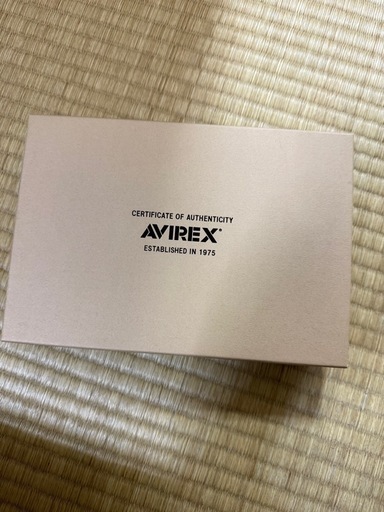 CERTIFICATE OF AUTHENTICITY
AVIREX®
ESTABLISHED IN 1975